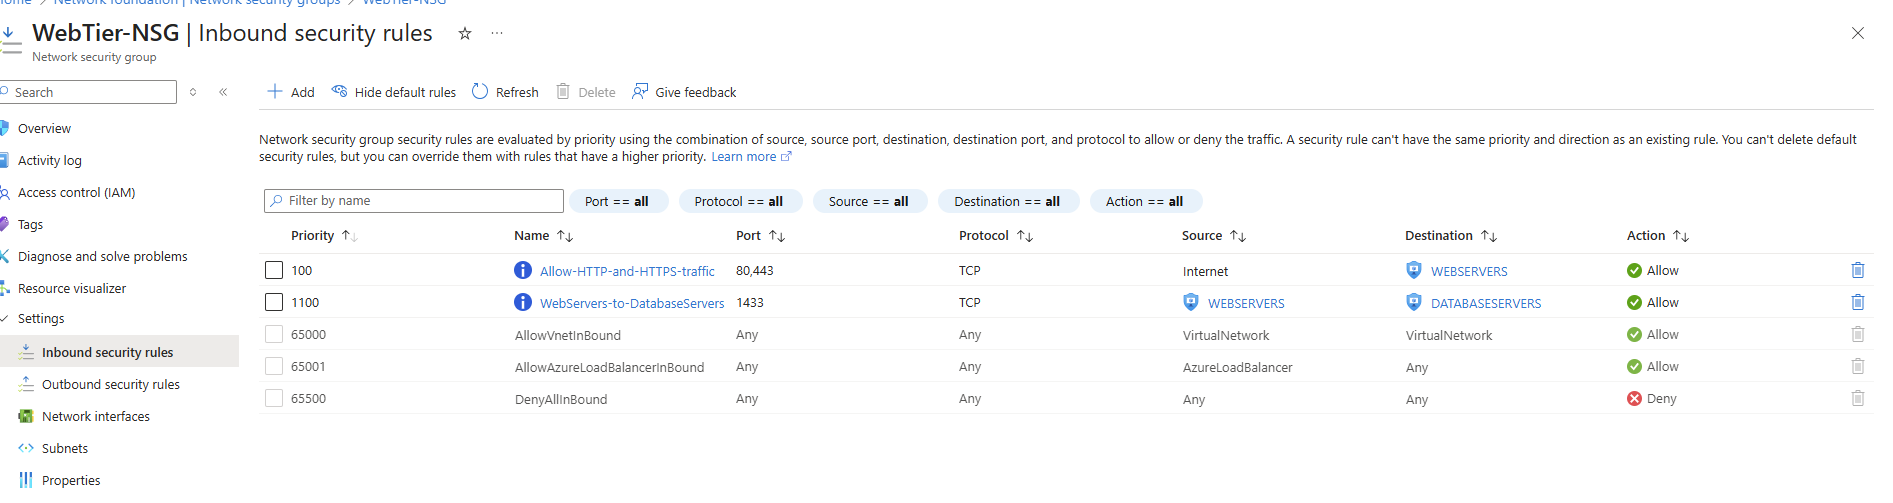 Home > Network foundation | Network security groups > WebTier-NSG
WebTier-NSG | Inbound security rules
Network security group
Search
Overview
Activity log
Access control (IAM)
Tags
Diagnose and solve problems
Resource visualizer
Settings
Inbound security rules
Outbound security rules
Network interfaces
Subnets
Properties
Add Hide default rules Refresh Delete Give feedback
Network security group security rules are evaluated by priority using the combination of source, source port, destination, destination port, and protocol to allow or deny the traffic. A security rule can't have the same priority and direction as an existing rule. You can't delete default
security rules, but you can override them with rules that have a higher priority. Learn more
Filter by name Port == all Protocol == all Source == all Destination == all Action == all
Priority Name Port Protocol Source Destination Action
100 Allow-HTTP-and-HTTPS-traffic 80,443 TCP Internet WEBSERVERS Allow
1100 WebServers-to-DatabaseServers 1433 TCP WEBSERVERS DATABASESERVERS Allow
65000 AllowVnetInBound Any Any VirtualNetwork VirtualNetwork Allow
65001 AllowAzureLoadBalancerInBound Any Any AzureLoadBalancer Any Allow
65500 DenyAllInBound Any Any Any Any Deny